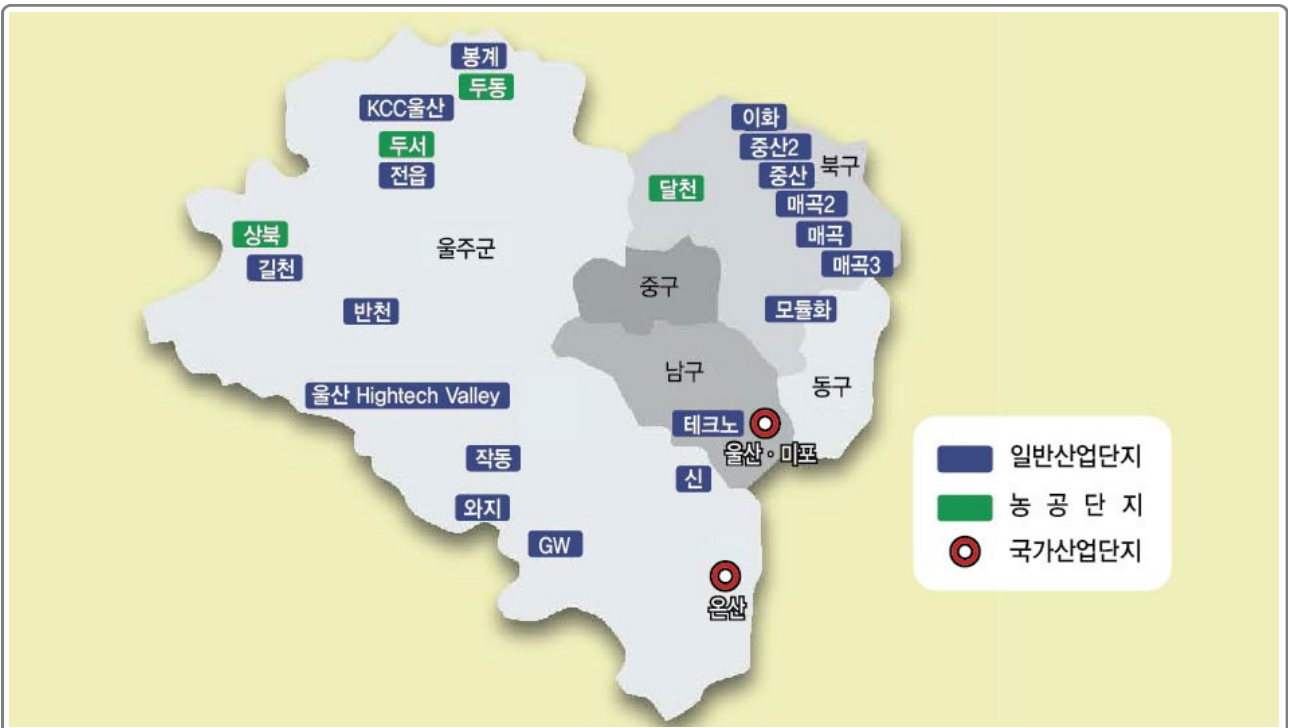 봉계
두동
KCC울산
이화
두서
중산2
전읍
중산
북구
달천
매곡2
상북
매곡
울주군
길천
매곡3
중구
반천
모듈화
남구
동구
울산 Hightech Valley
테크노
울산·미포
작동
신
와지
GW
온산
일반산업단지
농 공 단 지
국가산업단지